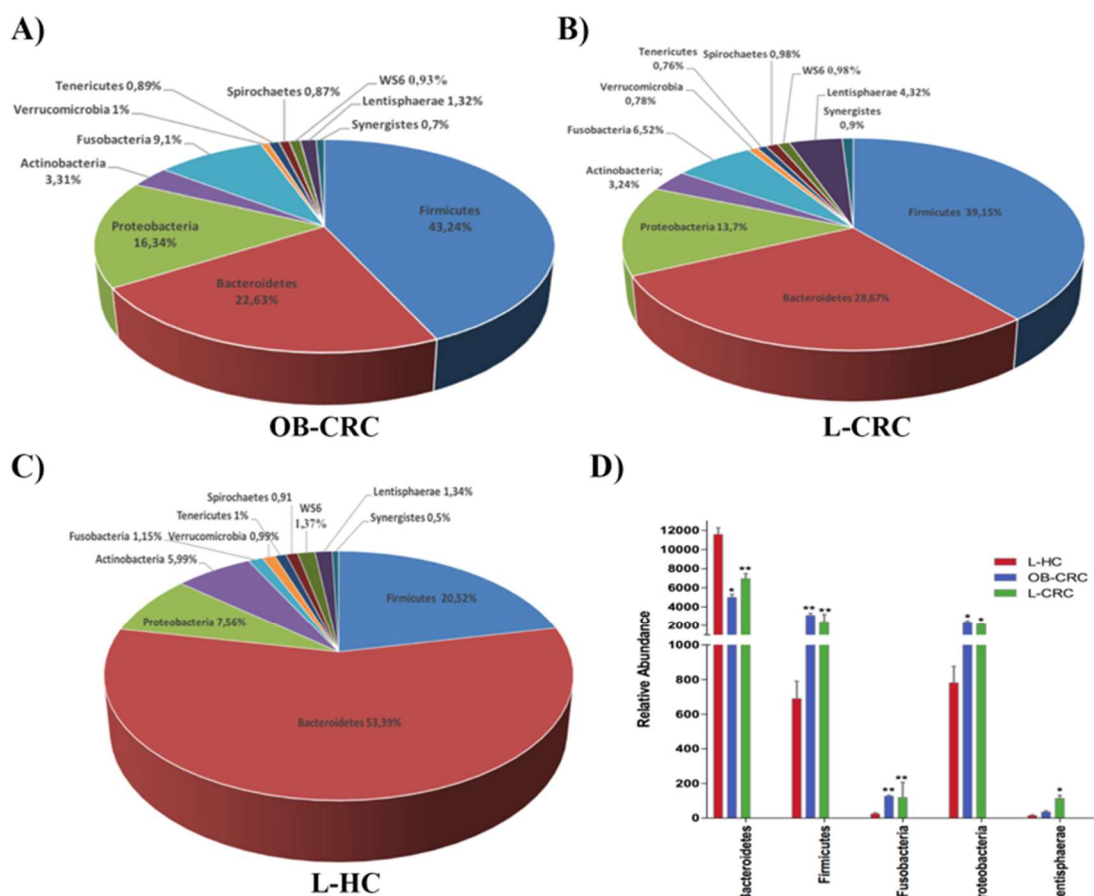 A)
Tenericutes 0,89%
Verrucomicrobia 1%
Fusobacteria 9,1%
Actinobacteria
3,31%
Proteobacteria
16,34%
Spirochaetes 0,87%
WS6 0,93%
Lentisphaerae 1,32%
Synergistes 0,7%
Firmicutes
43,24%
Bacteroidetes
22,63%
OB-CRC
B)
Tenericutes
0,76%
Spirochaetes 0,98%
Verrucomicrobia
0,78%
WS6 0,98%
Lentisphaerae 4,32%
Synergistes
0,9%
Fusobacteria 6,52%
Actinobacteria;
3,24%
Proteobacteria 13,7%
Firmicutes 39,15%
Bacteroidetes 28,67%
L-CRC
C)
Spirochaetes 0,91
WS6
1,37%
Lentisphaerae 1,34%
Tenericutes 1%
Synergistes 0,5%
Fusobacteria 1,15%
Verrucomicrobia 0,99%
Actinobacteria 5,99%
Proteobacteria 7,56%
Firmicutes 20,52%
Bacteroidetes 53,39%
L-HC
D)
Relative Abundance
12000
10000
8000
6000
4000
2000
1000
800
600
400
200
0
*
**
**
**
**
**
*
*
*
L-HC
OB-CRC
L-CRC
Bacteroidetes
Firmicutes
Fusobacteria
Proteobacteria
entisphaerae